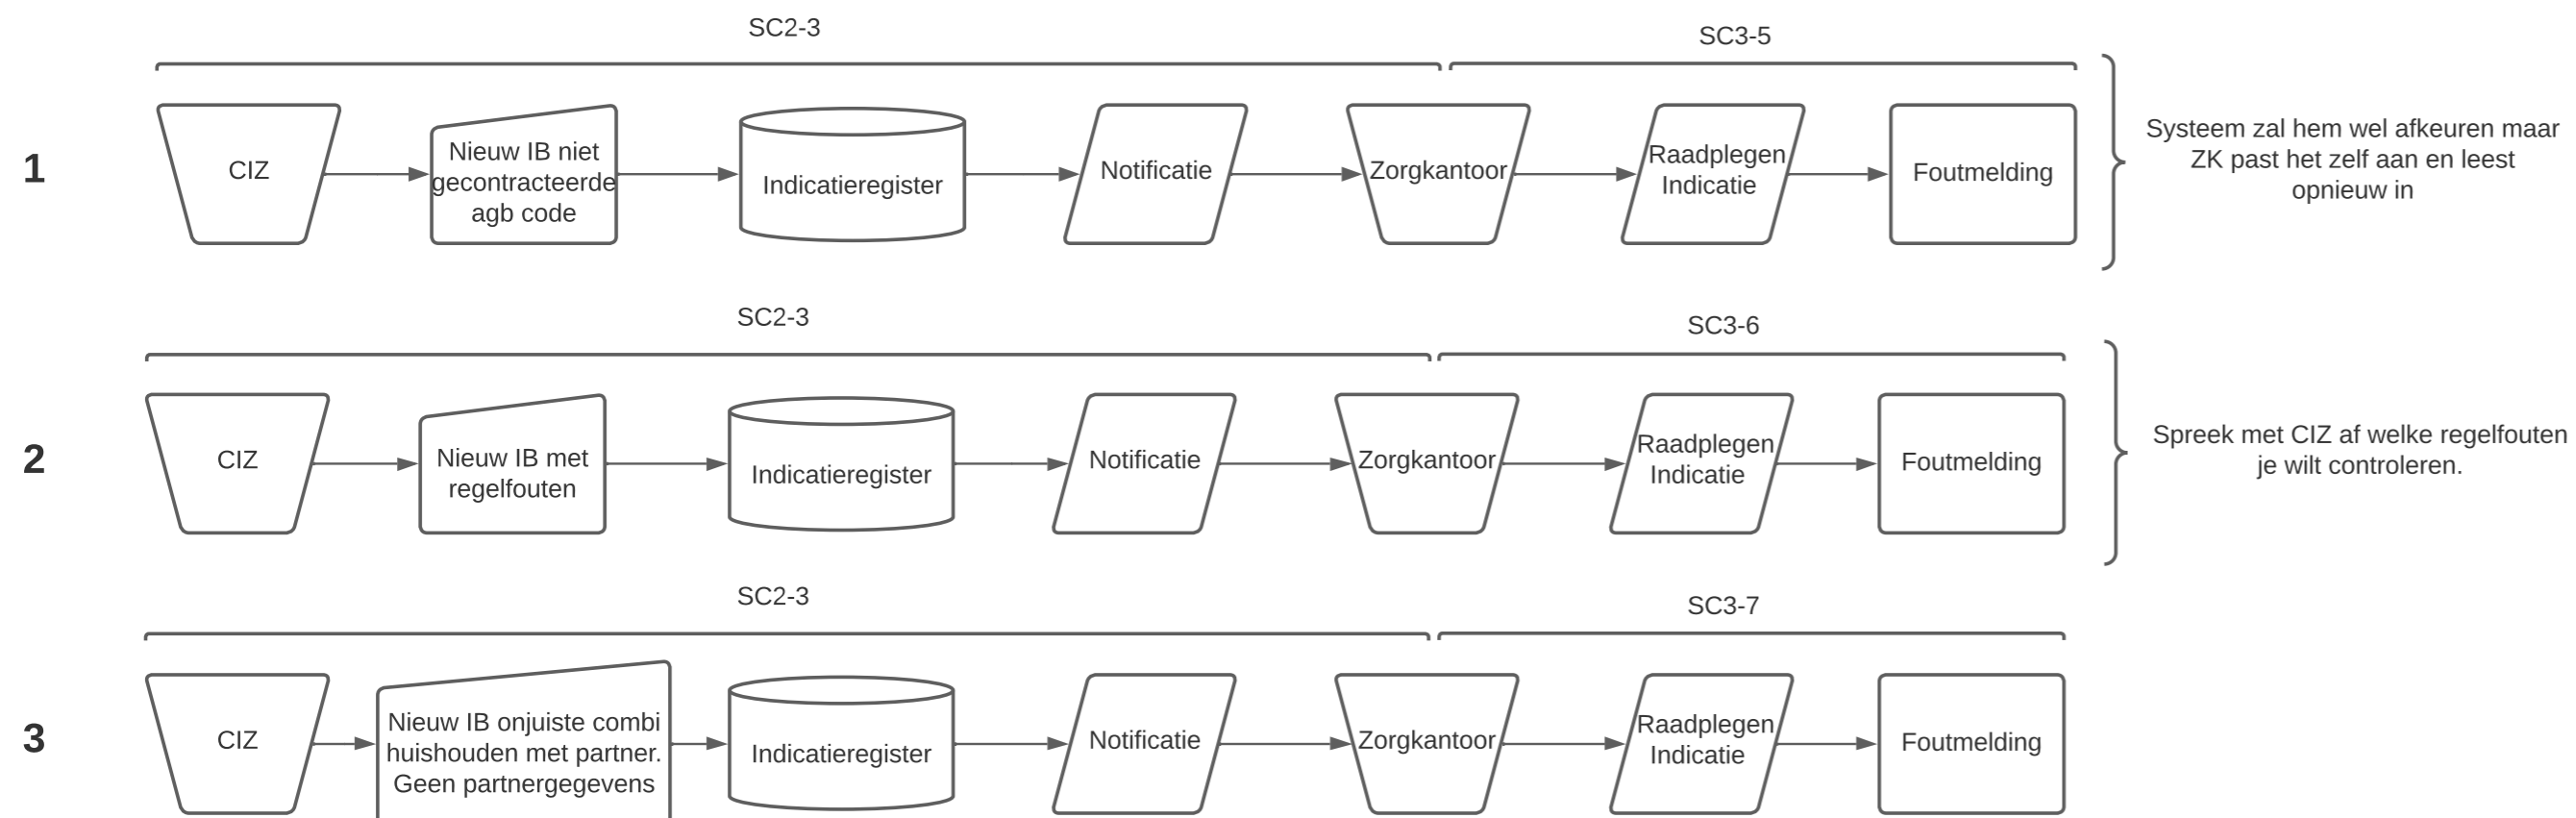 SC2-3
SC3-5
1
CIZ
Nieuw IB niet
gecontracteerde
agb code
Indicatieregister
Notificatie
Zorgkantoor
Raadplegen
Indicatie
Foutmelding
Systeem zal hem wel afkeuren maar
ZK past het zelf aan en leest
opnieuw in
SC2-3
SC3-6
2
CIZ
Nieuw IB met
regelfouten
Indicatieregister
Notificatie
Zorgkantoor
Raadplegen
Indicatie
Foutmelding
Spreek met CIZ af welke regelfouten
je wilt controleren.
SC2-3
SC3-7
3
CIZ
Nieuw IB onjuiste combi
huishouden met partner.
Geen partnergegevens
Indicatieregister
Notificatie
Zorgkantoor
Raadplegen
Indicatie
Foutmelding